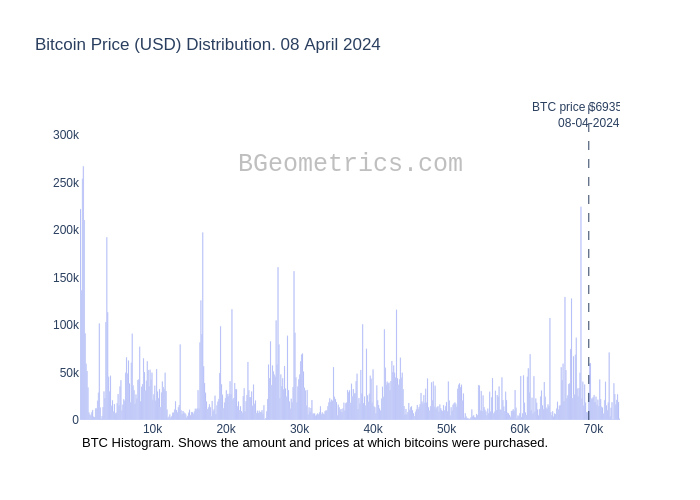 Bitcoin Price (USD) Distribution. 08 April 2024
BTC price $6935
08-04-2024
BGeometrics.com
300k
250k
200k
150k
100k
50k
0
10k 20k 30k 40k 50k 60k 70k
BTC Histogram. Shows the amount and prices at which bitcoins were purchased.